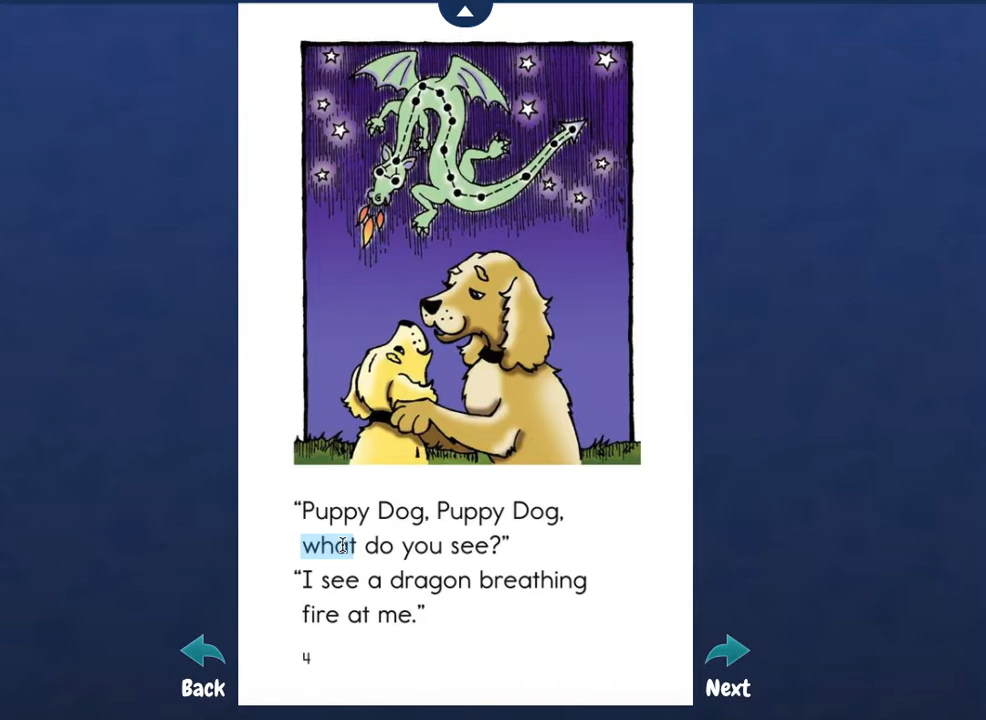 “Puppy Dog, Puppy Dog,
what do you see?”
“I see a dragon breathing
fire at me.”
4
Back
Next